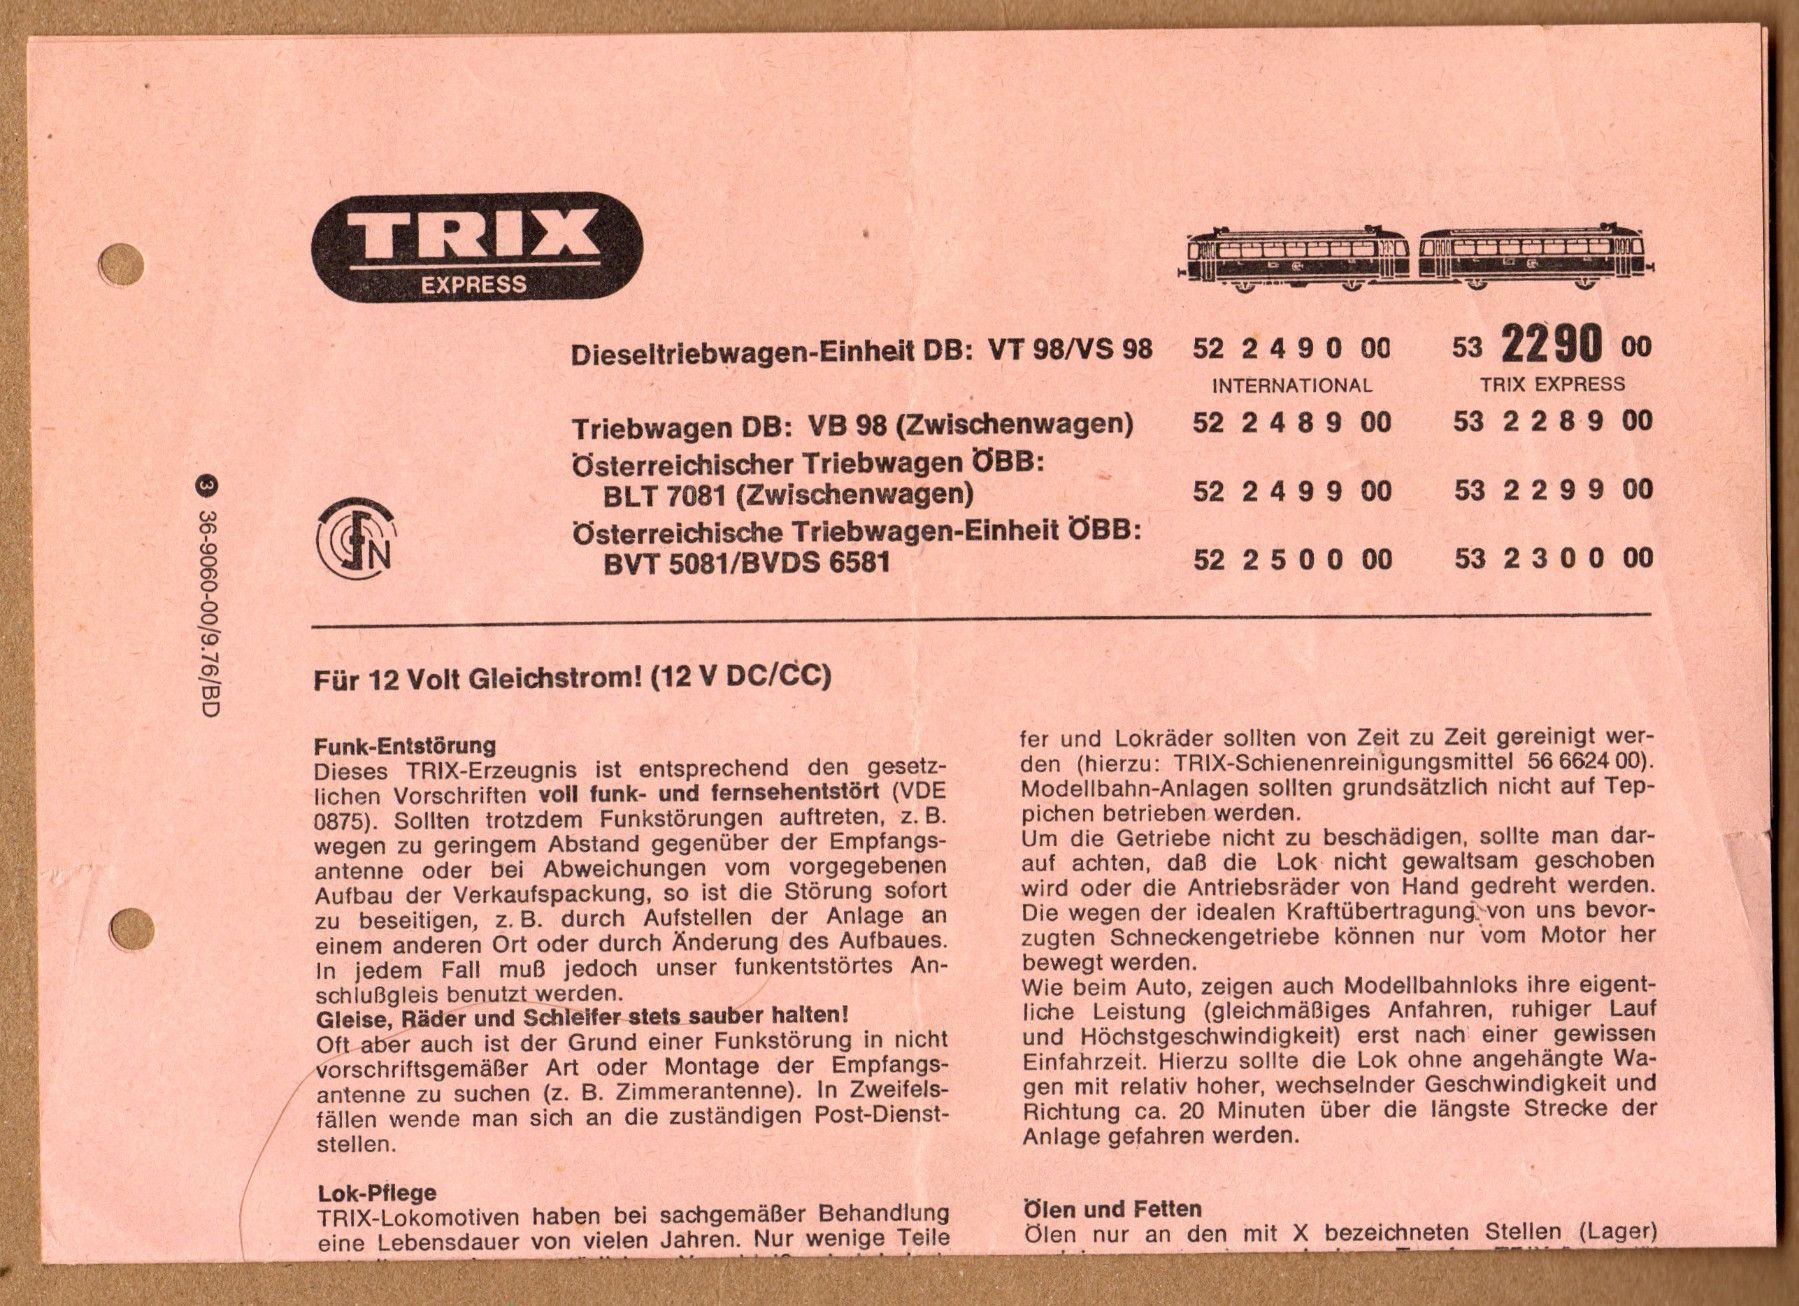 TRIX
EXPRESS
Dieseltriebwagen-Einheit DB: VT 98/VS 98 52 2 4 9 0 00 53 2290 00
INTERNATIONAL TRIX EXPRESS
Triebwagen DB: VB 98 (Zwischenwagen) 52 2 4 8 9 00 53 2 2 8 9 00
Österreichischer Triebwagen ÖBB:
BLT 7081 (Zwischenwagen) 52 2 4 9 9 00 53 2 2 9 9 00
Österreichische Triebwagen-Einheit ÖBB:
BVT 5081/BVDS 6581 52 2 5 0 0 00 53 2 3 0 0 00
FN
3 36-9060-00/9.76/BD
Für 12 Volt Gleichstrom! (12 V DC/CC)
Funk-Entstörung
Dieses TRIX-Erzeugnis ist entsprechend den gesetz-
lichen Vorschriften voll funk- und fernsehentstört (VDE
0875). Sollten trotzdem Funkstörungen auftreten, z. B.
wegen zu geringem Abstand gegenüber der Empfangs-
antenne oder bei Abweichungen vom vorgegebenen
Aufbau der Verkaufspackung, so ist die Störung sofort
zu beseitigen, z. B. durch Aufstellen der Anlage an
einem anderen Ort oder durch Änderung des Aufbaues.
In jedem Fall muß jedoch unser funkentstörtes An-
schlußgleis benutzt werden.
Gleise, Räder und Schleifer stets sauber halten!
Oft aber auch ist der Grund einer Funkstörung in nicht
vorschriftsgemäßer Art oder Montage der Empfangs-
antenne zu suchen (z. B. Zimmerantenne). In Zweifels-
fällen wende man sich an die zuständigen Post-Dienst-
stellen.
Lok-Pflege
TRIX-Lokomotiven haben bei sachgemäßer Behandlung
eine Lebensdauer von vielen Jahren. Nur wenige Teile
fer und Lokräder sollten von Zeit zu Zeit gereinigt wer-
den (hierzu: TRIX-Schienenreinigungsmittel 56 6624 00).
Modellbahn-Anlagen sollten grundsätzlich nicht auf Tep-
pichen betrieben werden.
Um die Getriebe nicht zu beschädigen, sollte man dar-
auf achten, daß die Lok nicht gewaltsam geschoben
wird oder die Antriebsräder von Hand gedreht werden.
Die wegen der idealen Kraftübertragung von uns bevor-
zugten Schneckengetriebe können nur vom Motor her
bewegt werden.
Wie beim Auto, zeigen auch Modellbahnloks ihre eigent-
liche Leistung (gleichmäßiges Anfahren, ruhiger Lauf
und Höchstgeschwindigkeit) erst nach einer gewissen
Einfahrzeit. Hierzu sollte die Lok ohne angehängte Wa-
gen mit relativ hoher, wechselnder Geschwindigkeit und
Richtung ca. 20 Minuten über die längste Strecke der
Anlage gefahren werden.
Ölen und Fetten
Ölen nur an den mit X bezeichneten Stellen (Lager)